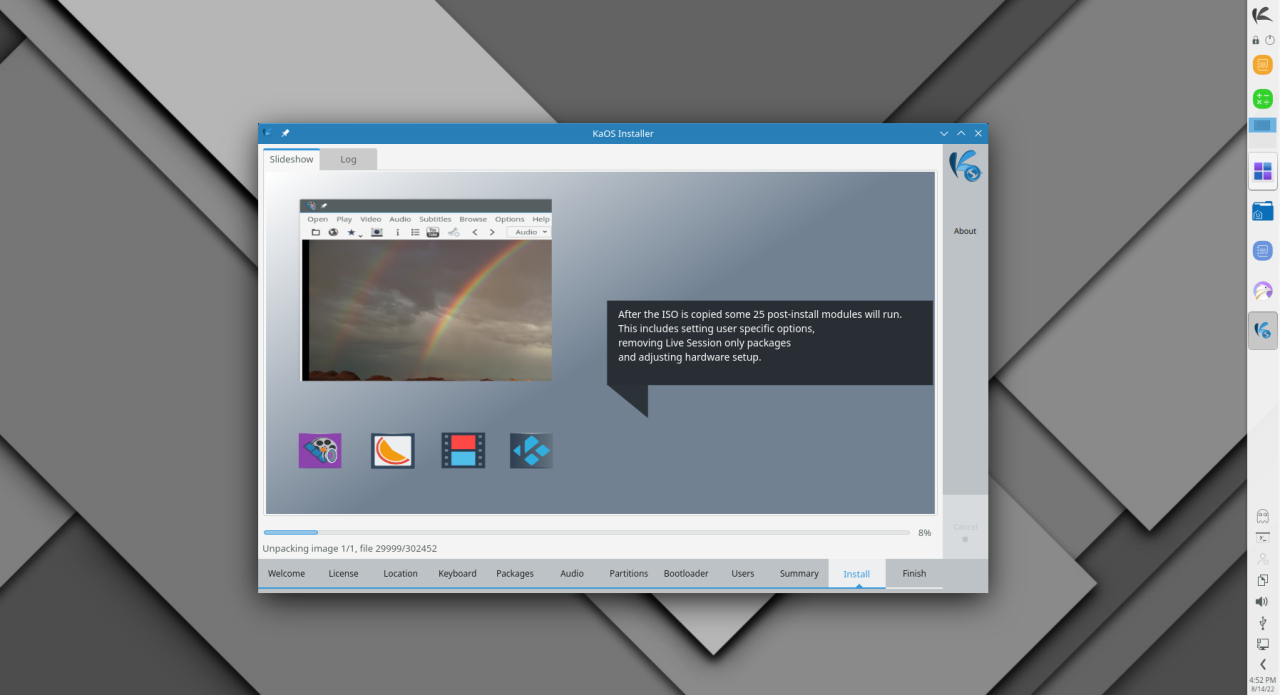 KaOS Installer
Slideshow
Log
Open Play Video Audio Subtitles Browse Options Help
Audio
After the ISO is copied some 25 post-install modules will run.
This includes setting user specific options,
removing Live Session only packages
and adjusting hardware setup.
About
Cancel
8%
Unpacking image 1/1, file 29999/302452
Welcome License Location Keyboard Packages Audio Partitions Bootloader Users Summary Install Finish
4:52 PM
8/14/22